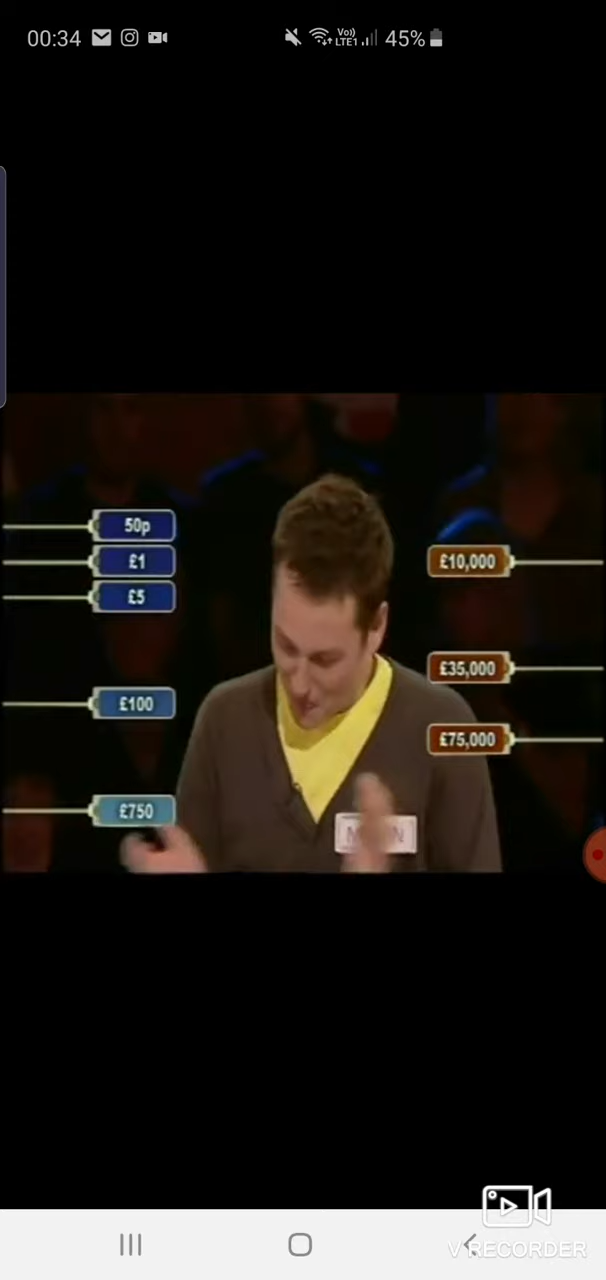 00:34
Vo))
LTE1
45%
50p
£1
£5
£100
£750
£10,000
£35,000
£75,000
V RECORDER